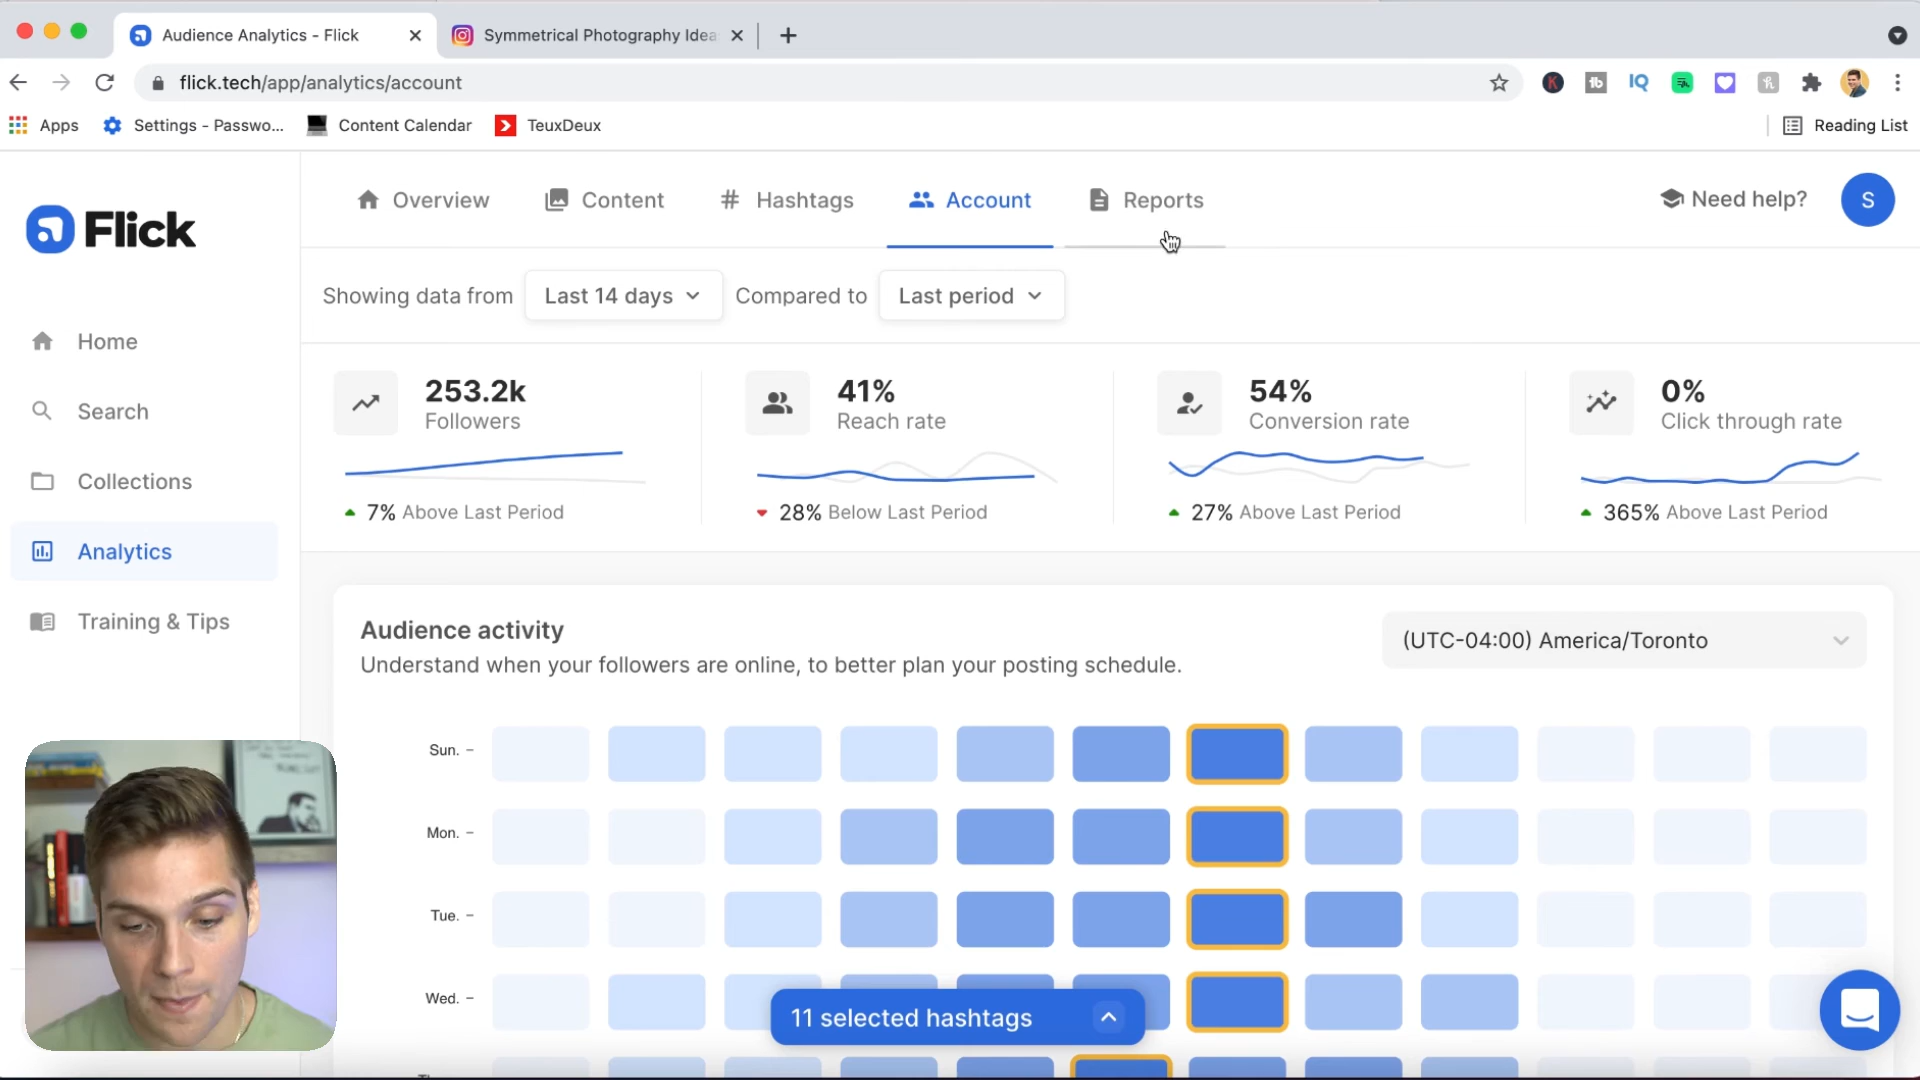 Audience Analytics - Flick
Symmetrical Photography Idea
flick.tech/app/analytics/account
Apps
Settings - Passwo...
Content Calendar
TeuxDeux
Reading List
Flick
Overview
Content
Hashtags
Account
Reports
Need help?
S
Showing data from
Last 14 days
Compared to
Last period
Home
Search
Collections
Analytics
Training & Tips
253.2k
Followers
7% Above Last Period
41%
Reach rate
28% Below Last Period
54%
Conversion rate
27% Above Last Period
0%
Click through rate
365% Above Last Period
Audience activity
Understand when your followers are online, to better plan your posting schedule.
(UTC-04:00) America/Toronto
Sun.
Mon.
Tue.
Wed.
11 selected hashtags